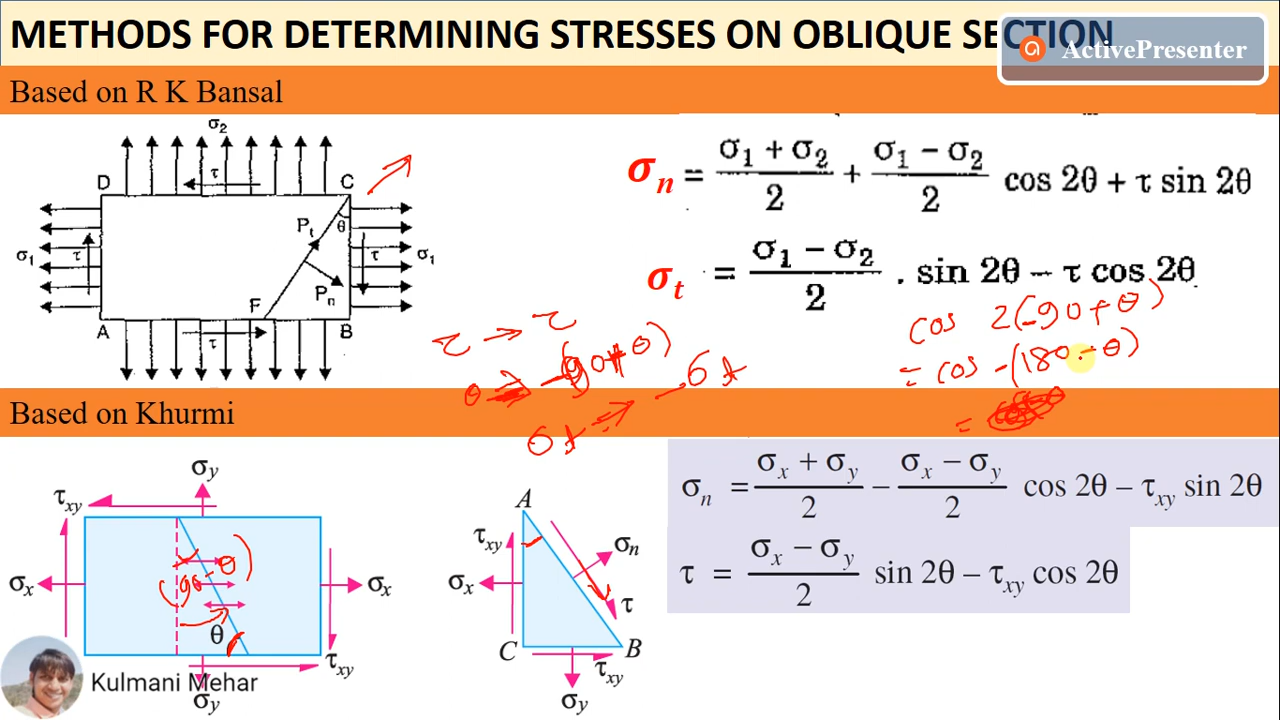 METHODS FOR DETERMINING STRESSES ON OBLIQUE SECTION
ActivePresenter
Based on R K Bansal
σ2
D τ C
θ
Pt
σ1 τ τ σ1
Pn
F
A τ B
σn = (σ1 + σ2)/2 + (σ1 − σ2)/2 cos 2θ + τ sin 2θ
σt = (σ1 − σ2)/2 . sin 2θ − τ cos 2θ
cos 2(-90+θ)
= cos -(180-θ)
=
τ → τ
θ → -(90+θ)
σt → -σt
Based on Khurmi
σy
τxy
σx (90-θ) σx
θ
τxy
σy
A
τxy σn
σx τ
C B
τxy
σy
σn = (σx + σy)/2 − (σx − σy)/2 cos 2θ − τxy sin 2θ
τ = (σx − σy)/2 sin 2θ − τxy cos 2θ
Kulmani Mehar